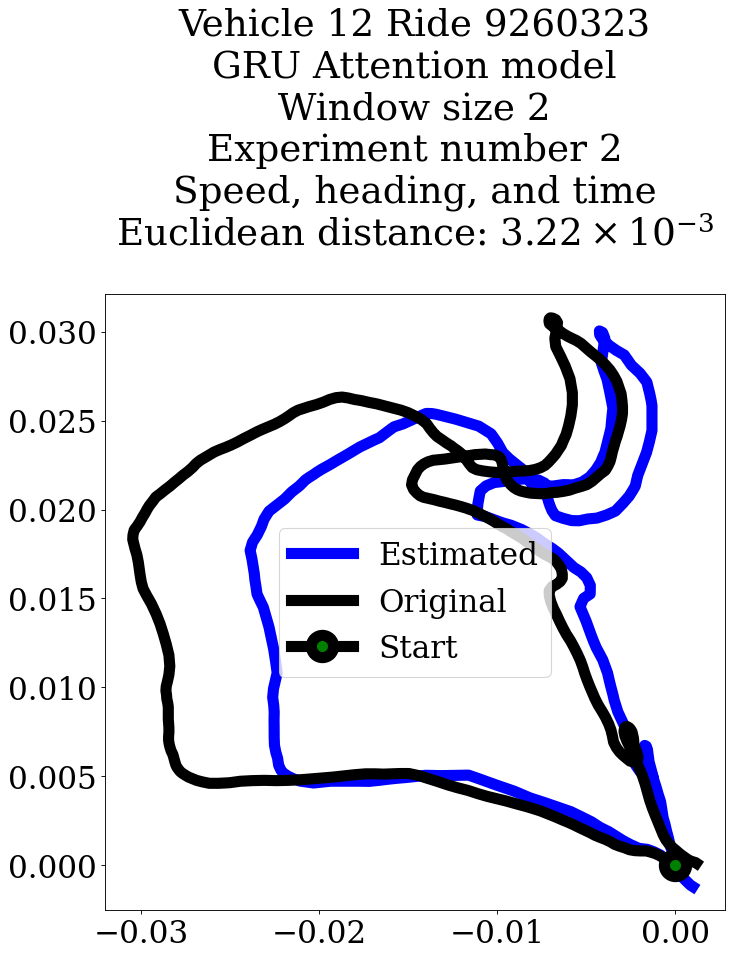 Vehicle 12 Ride 9260323
GRU Attention model
Window size 2
Experiment number 2
Speed, heading, and time
Euclidean distance: 3.22 × 10⁻³
0.030
0.025
0.020
0.015
0.010
0.005
0.000
Estimated
Original
Start
−0.03 −0.02 −0.01 0.00